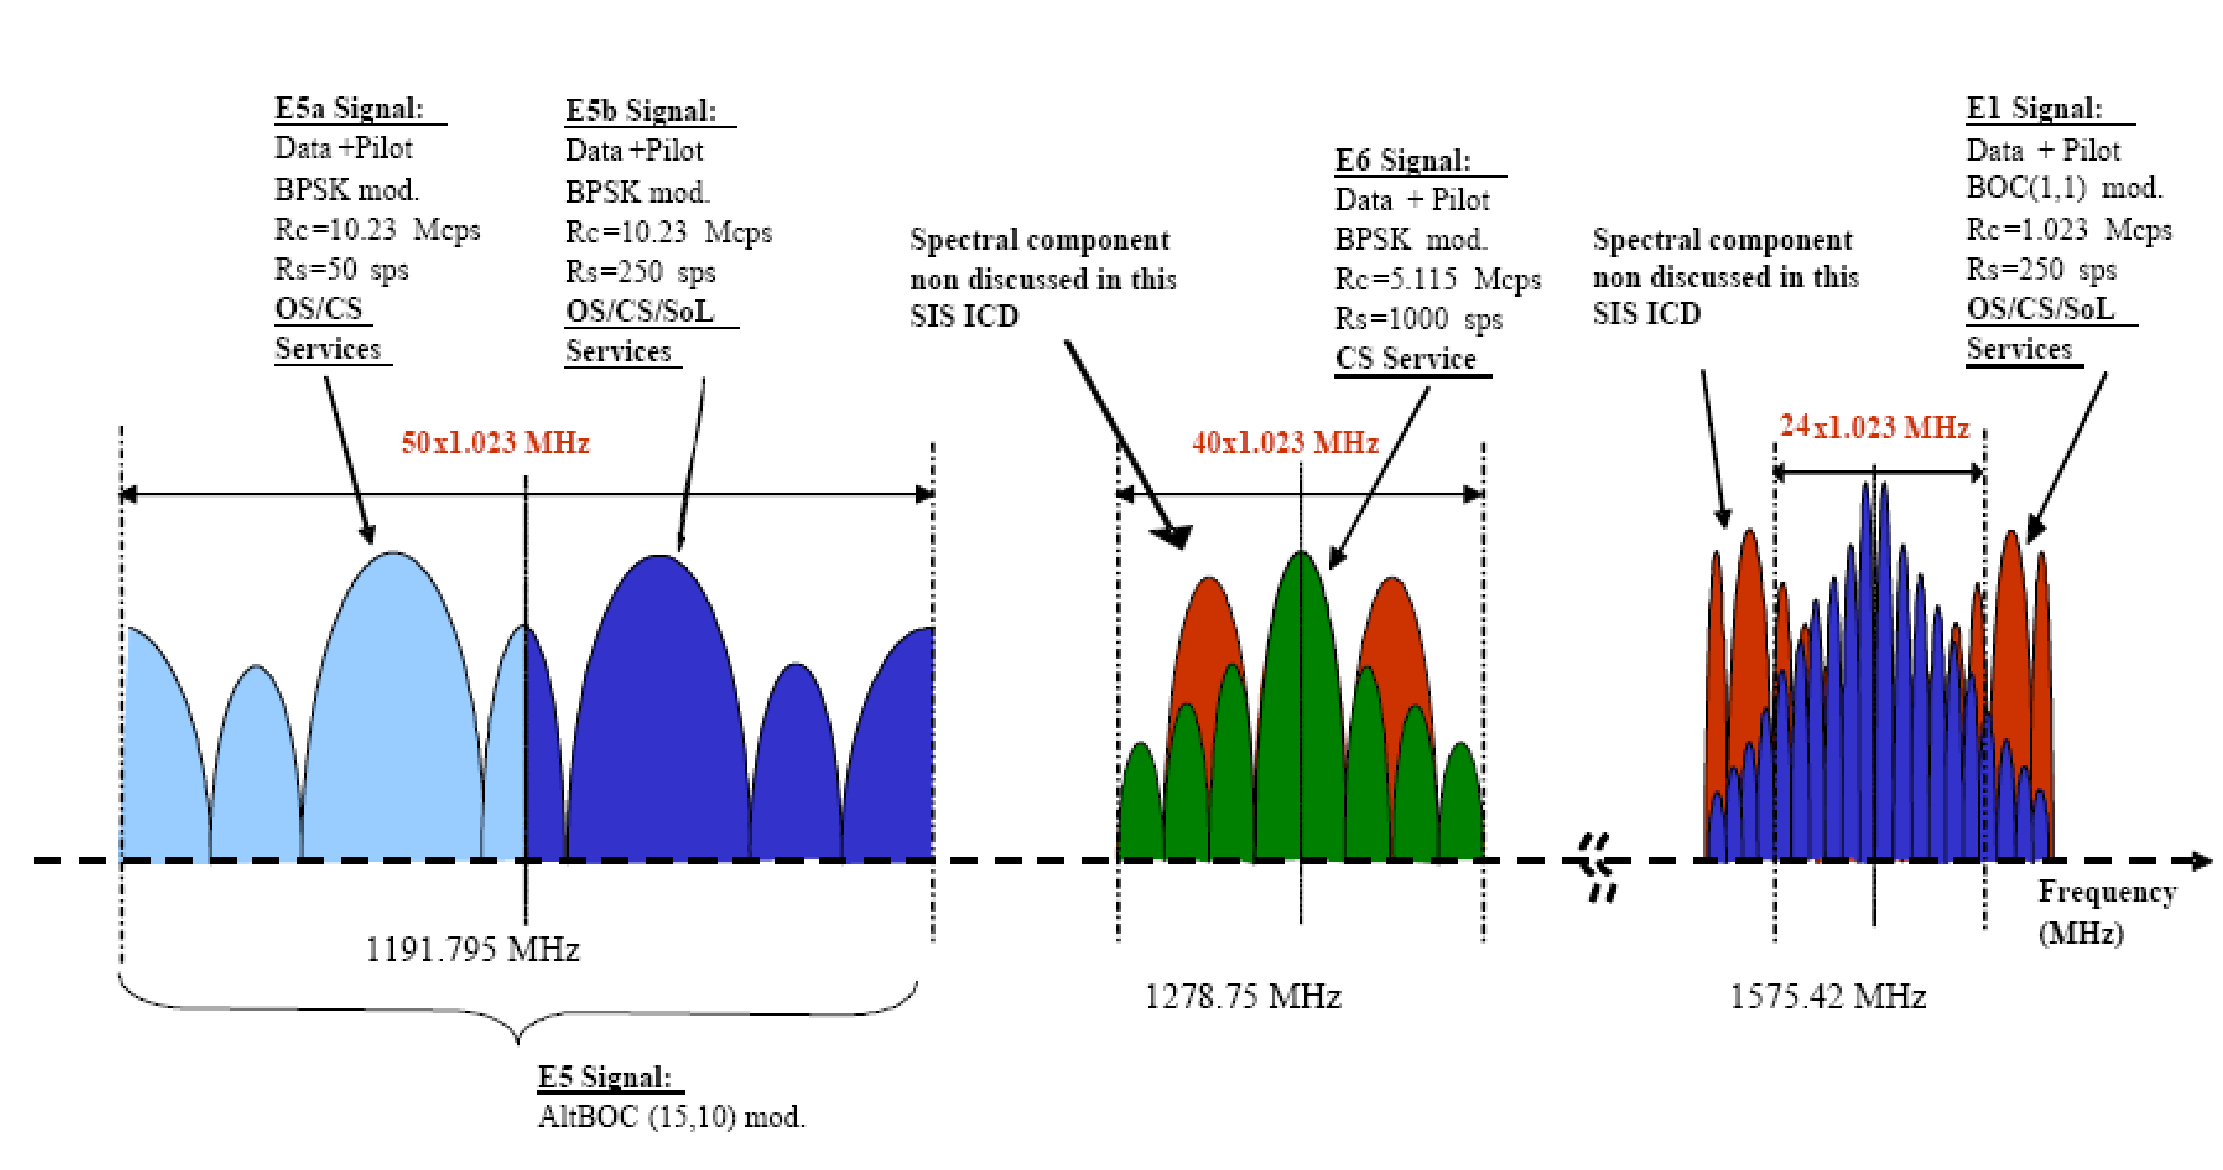 E5a Signal:
Data +Pilot
BPSK mod.
Rc=10.23 Mcps
Rs=50 sps
OS/CS
Services
E5b Signal:
Data +Pilot
BPSK mod.
Rc=10.23 Mcps
Rs=250 sps
OS/CS/SoL
Services
Spectral component
non discussed in this
SIS ICD
E6 Signal:
Data + Pilot
BPSK mod.
Rc=5.115 Mcps
Rs=1000 sps
CS Service
Spectral component
non discussed in this
SIS ICD
E1 Signal:
Data + Pilot
BOC(1,1) mod.
Rc=1.023 Mcps
Rs=250 sps
OS/CS/SoL
Services
50x1.023 MHz
40x1.023 MHz
24x1.023 MHz
Frequency
(MHz)
1191.795 MHz
1278.75 MHz
1575.42 MHz
E5 Signal:
AltBOC (15,10) mod.